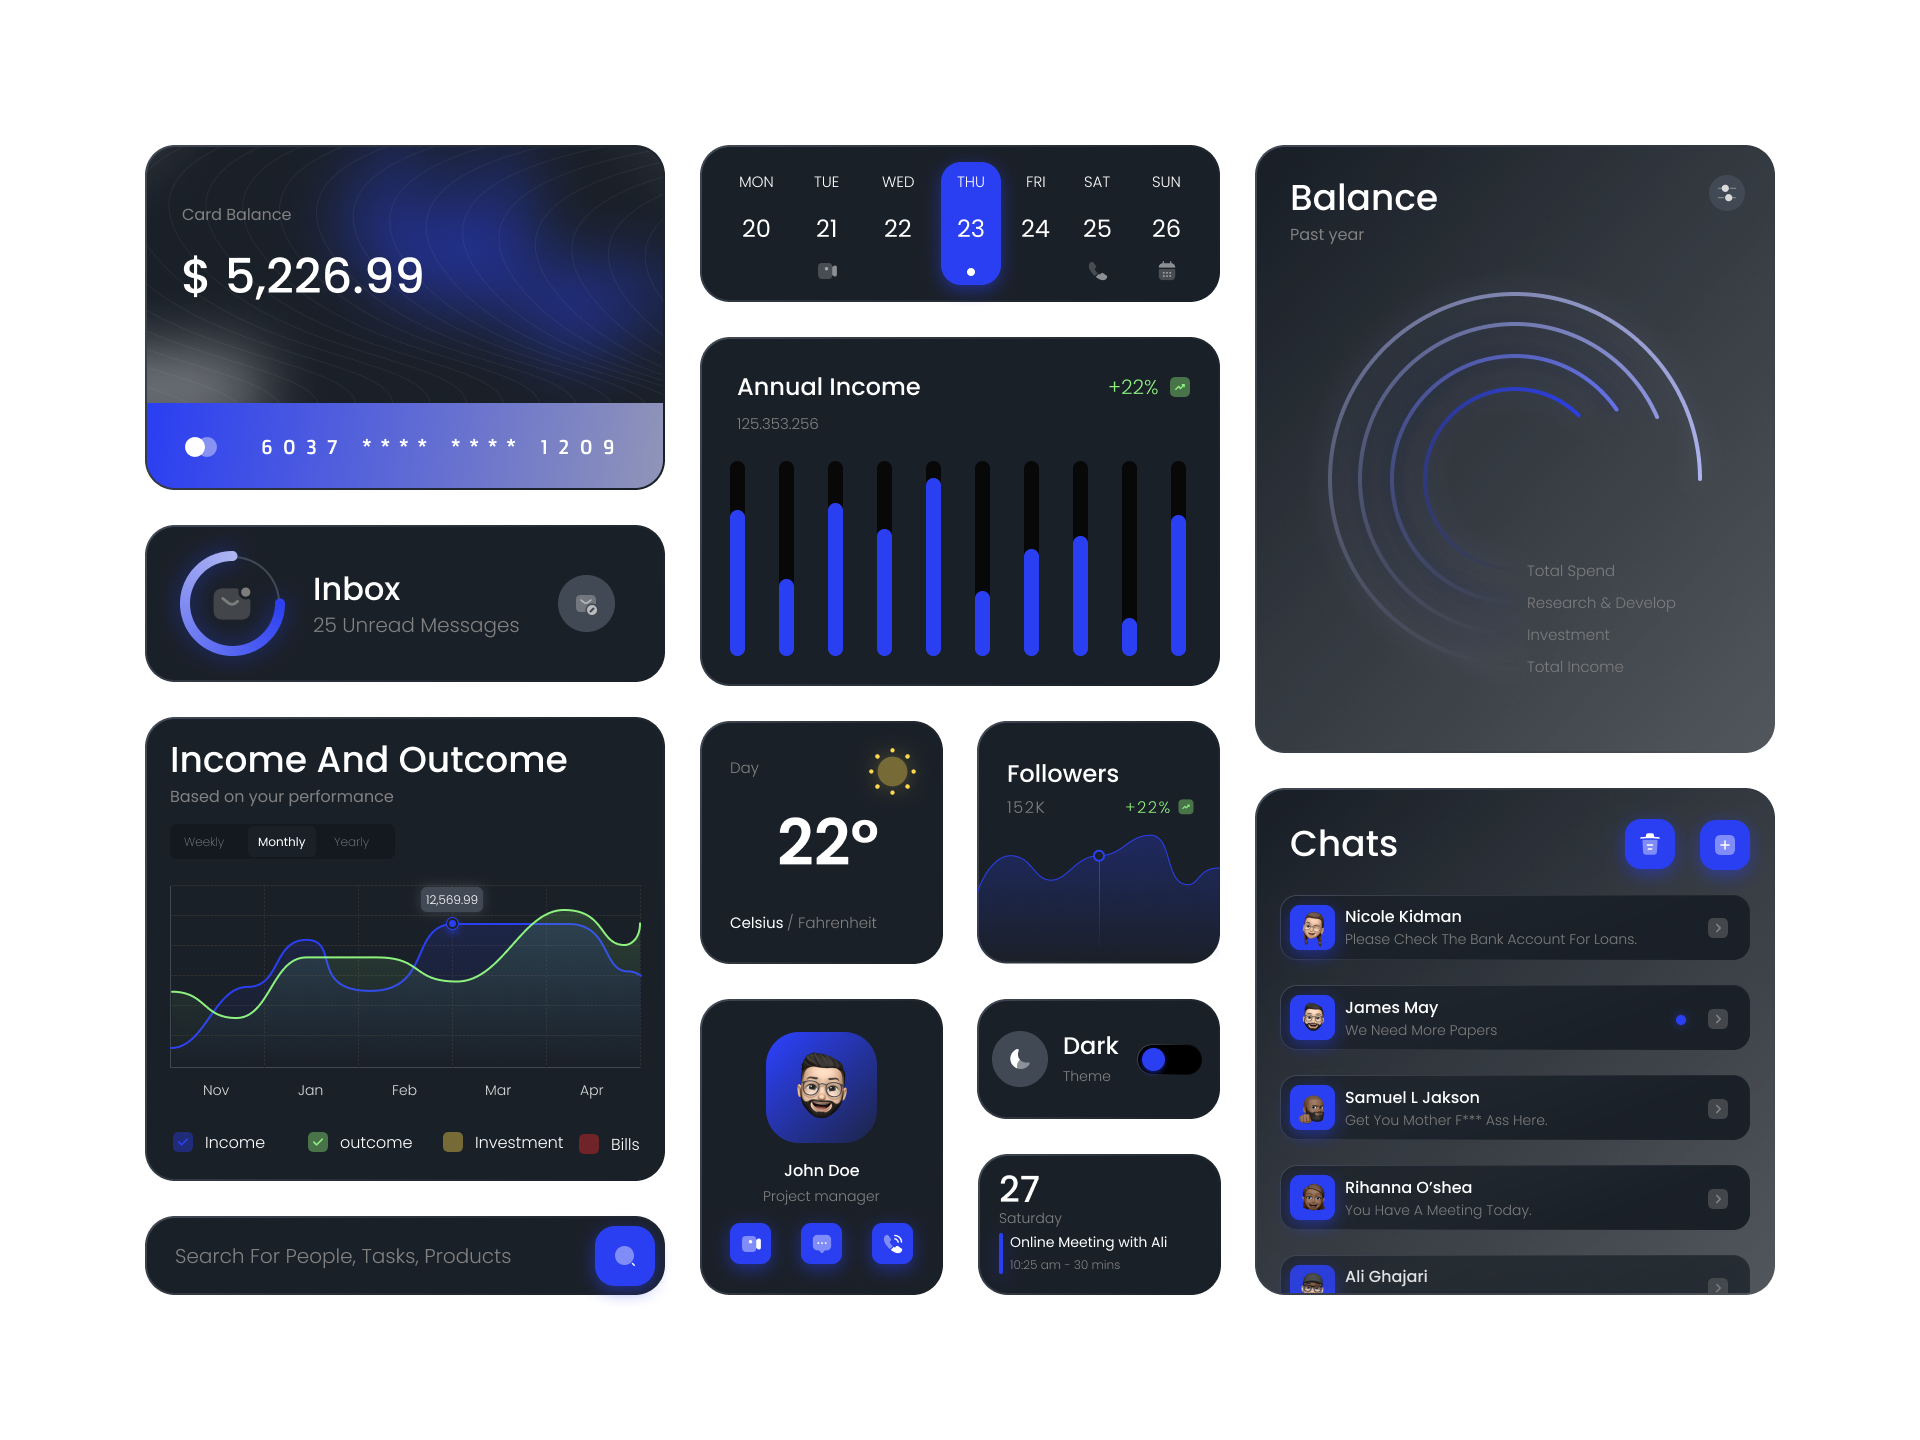 Card Balance
$ 5,226.99
6037 **** **** 1209
Inbox
25 Unread Messages
Income And Outcome
Based on your performance
Weekly Monthly Yearly
12,569.99
Nov Jan Feb Mar Apr
Income outcome Investment Bills
Search For People, Tasks, Products
MON TUE WED THU FRI SAT SUN
20 21 22 23 24 25 26
Annual Income +22%
125.353.256
Day
22°
Celsius / Fahrenheit
Followers
152K +22%
John Doe
Project manager
Dark
Theme
27
Saturday
Online Meeting with Ali
10:25 am - 30 mins
Balance
Past year
Total Spend
Research & Develop
Investment
Total Income
Chats
Nicole Kidman
Please Check The Bank Account For Loans.
James May
We Need More Papers
Samuel L Jakson
Get You Mother F*** Ass Here.
Rihanna O’shea
You Have A Meeting Today.
Ali Ghajari